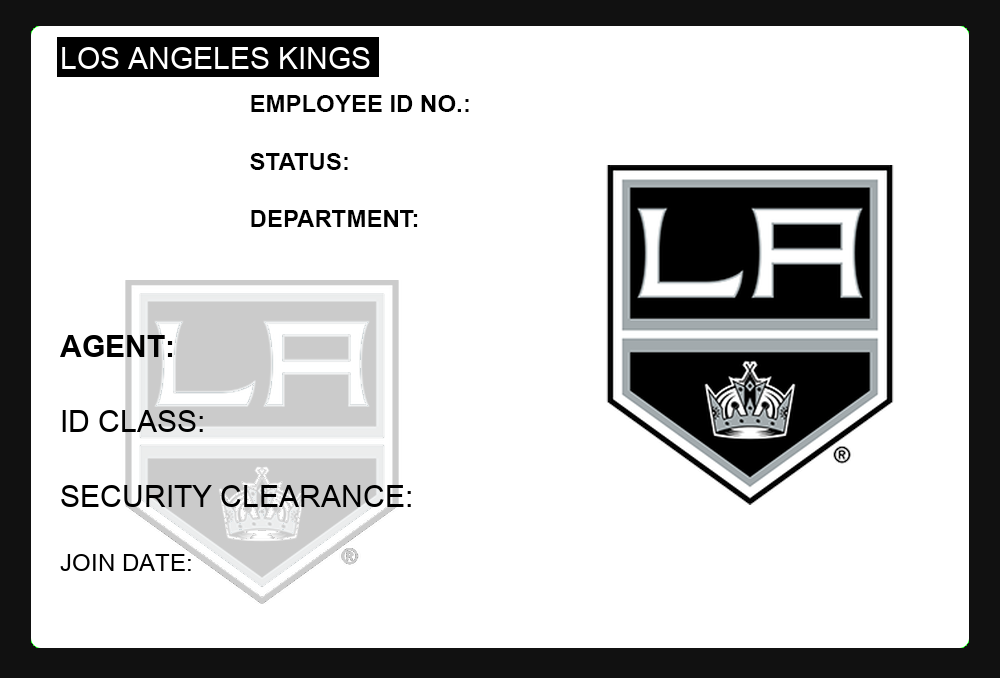 LOS ANGELES KINGS
EMPLOYEE ID NO.:
STATUS:
DEPARTMENT:
LA
®
LA
AGENT:
ID CLASS:
SECURITY CLEARANCE:
JOIN DATE:
®